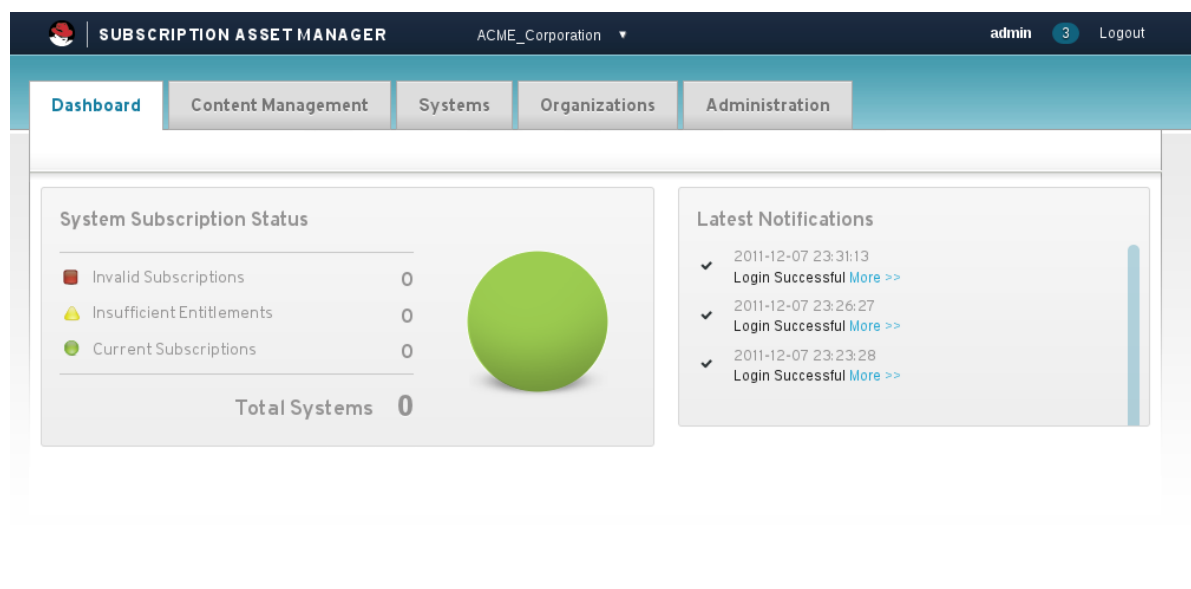 SUBSCRIPTION ASSET MANAGER ACME_Corporation ▼ admin 3 Logout
Dashboard Content Management Systems Organizations Administration
System Subscription Status
Invalid Subscriptions 0
Insufficient Entitlements 0
Current Subscriptions 0
Total Systems 0
Latest Notifications
2011-12-07 23:31:13
Login Successful More >>
2011-12-07 23:26:27
Login Successful More >>
2011-12-07 23:23:28
Login Successful More >>